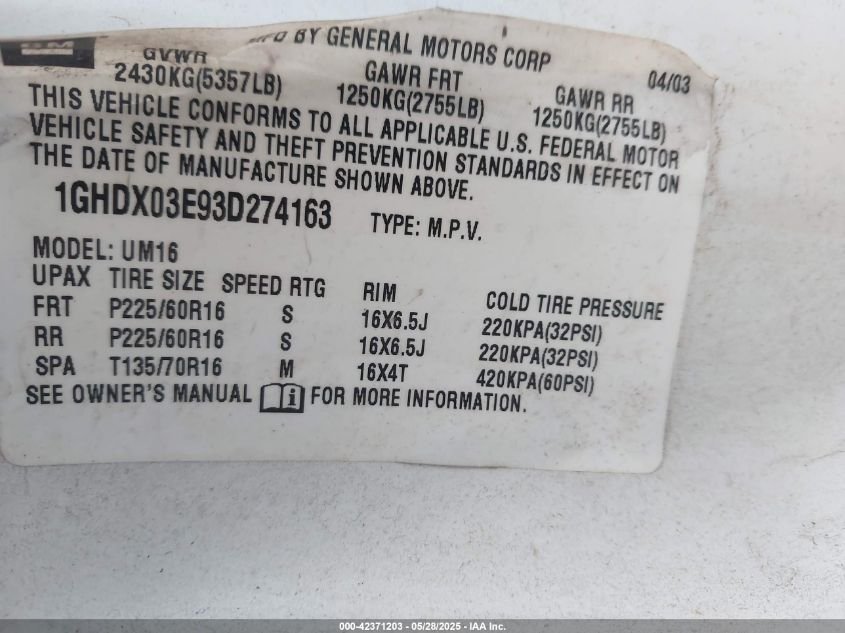 GM
MFD BY GENERAL MOTORS CORP 04/03
GVWR GAWR FRT GAWR RR
2430KG(5357LB) 1250KG(2755LB) 1250KG(2755LB)
THIS VEHICLE CONFORMS TO ALL APPLICABLE U.S. FEDERAL MOTOR
VEHICLE SAFETY AND THEFT PREVENTION STANDARDS IN EFFECT ON
THE DATE OF MANUFACTURE SHOWN ABOVE.
1GHDX03E93D274163 TYPE: M.P.V.
MODEL: UM16
UPAX TIRE SIZE SPEED RTG RIM COLD TIRE PRESSURE
FRT P225/60R16 S 16X6.5J 220KPA(32PSI)
RR P225/60R16 S 16X6.5J 220KPA(32PSI)
SPA T135/70R16 M 16X4T 420KPA(60PSI)
SEE OWNER'S MANUAL i FOR MORE INFORMATION.
000-42371203 - 05/28/2025 - IAA Inc.